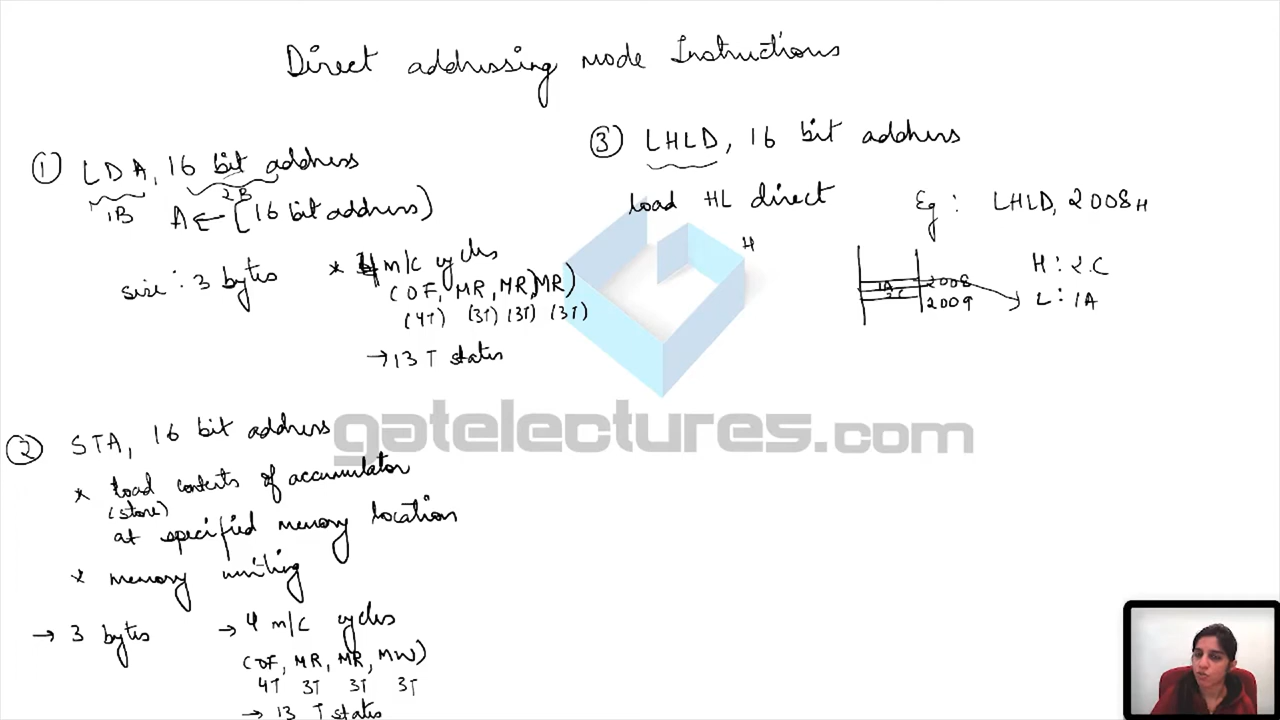 Direct addressing mode Instructions
① LDA, 16 bit address
1B 2B
A ← [16 bit address)
size : 3 bytes
* 4 m/c cycles
(OF, MR, MR, MR)
(4T) (3T) (3T) (3T)
→ 13 T states
② STA, 16 bit address
* load contents of accumulator
(store)
at specified memory location
* memory writing
→ 3 bytes
→ 4 m/c cycles
(OF, MR, MR, MW)
4T 3T 3T 3T
→ 13 T states
③ LHLD, 16 bit address
load HL direct
H
Eg : LHLD, 2008H
1A 2008
2C 2009
H : 2C
L : 1A
gatelectures.com